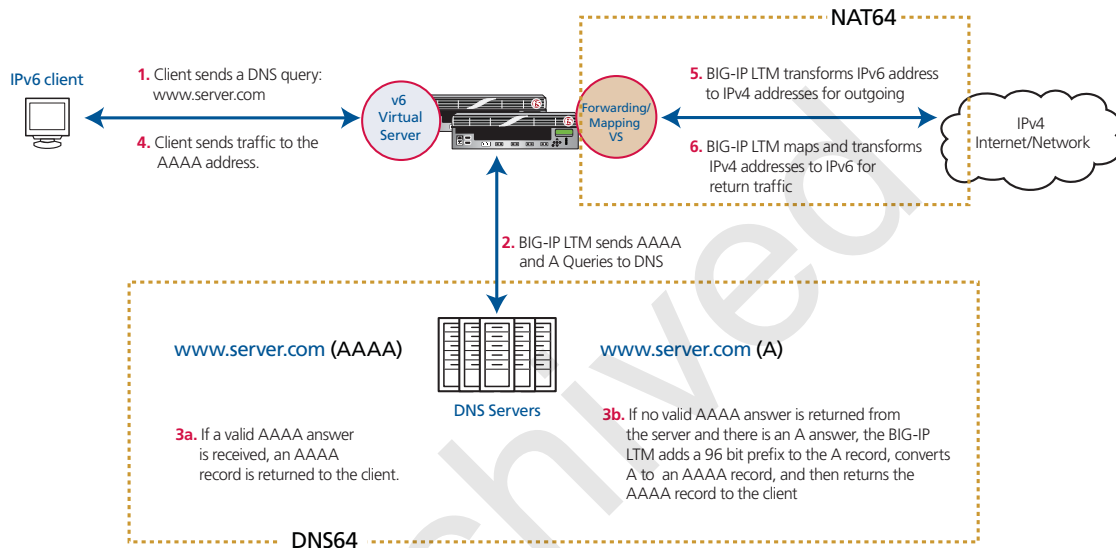 NAT64
IPv6 client
1. Client sends a DNS query:
www.server.com
4. Client sends traffic to the
AAAA address.
v6
Virtual
Server
Forwarding/
Mapping
VS
5. BIG-IP LTM transforms IPv6 address
to IPv4 addresses for outgoing
6. BIG-IP LTM maps and transforms
IPv4 addresses to IPv6 for
return traffic
IPv4
Internet/Network
2. BIG-IP LTM sends AAAA
and A Queries to DNS
www.server.com (AAAA)
www.server.com (A)
DNS Servers
3a. If a valid AAAA answer
is received, an AAAA
record is returned to the client.
3b. If no valid AAAA answer is returned from
the server and there is an A answer, the BIG-IP
LTM adds a 96 bit prefix to the A record, converts
A to an AAAA record, and then returns the
AAAA record to the client
DNS64